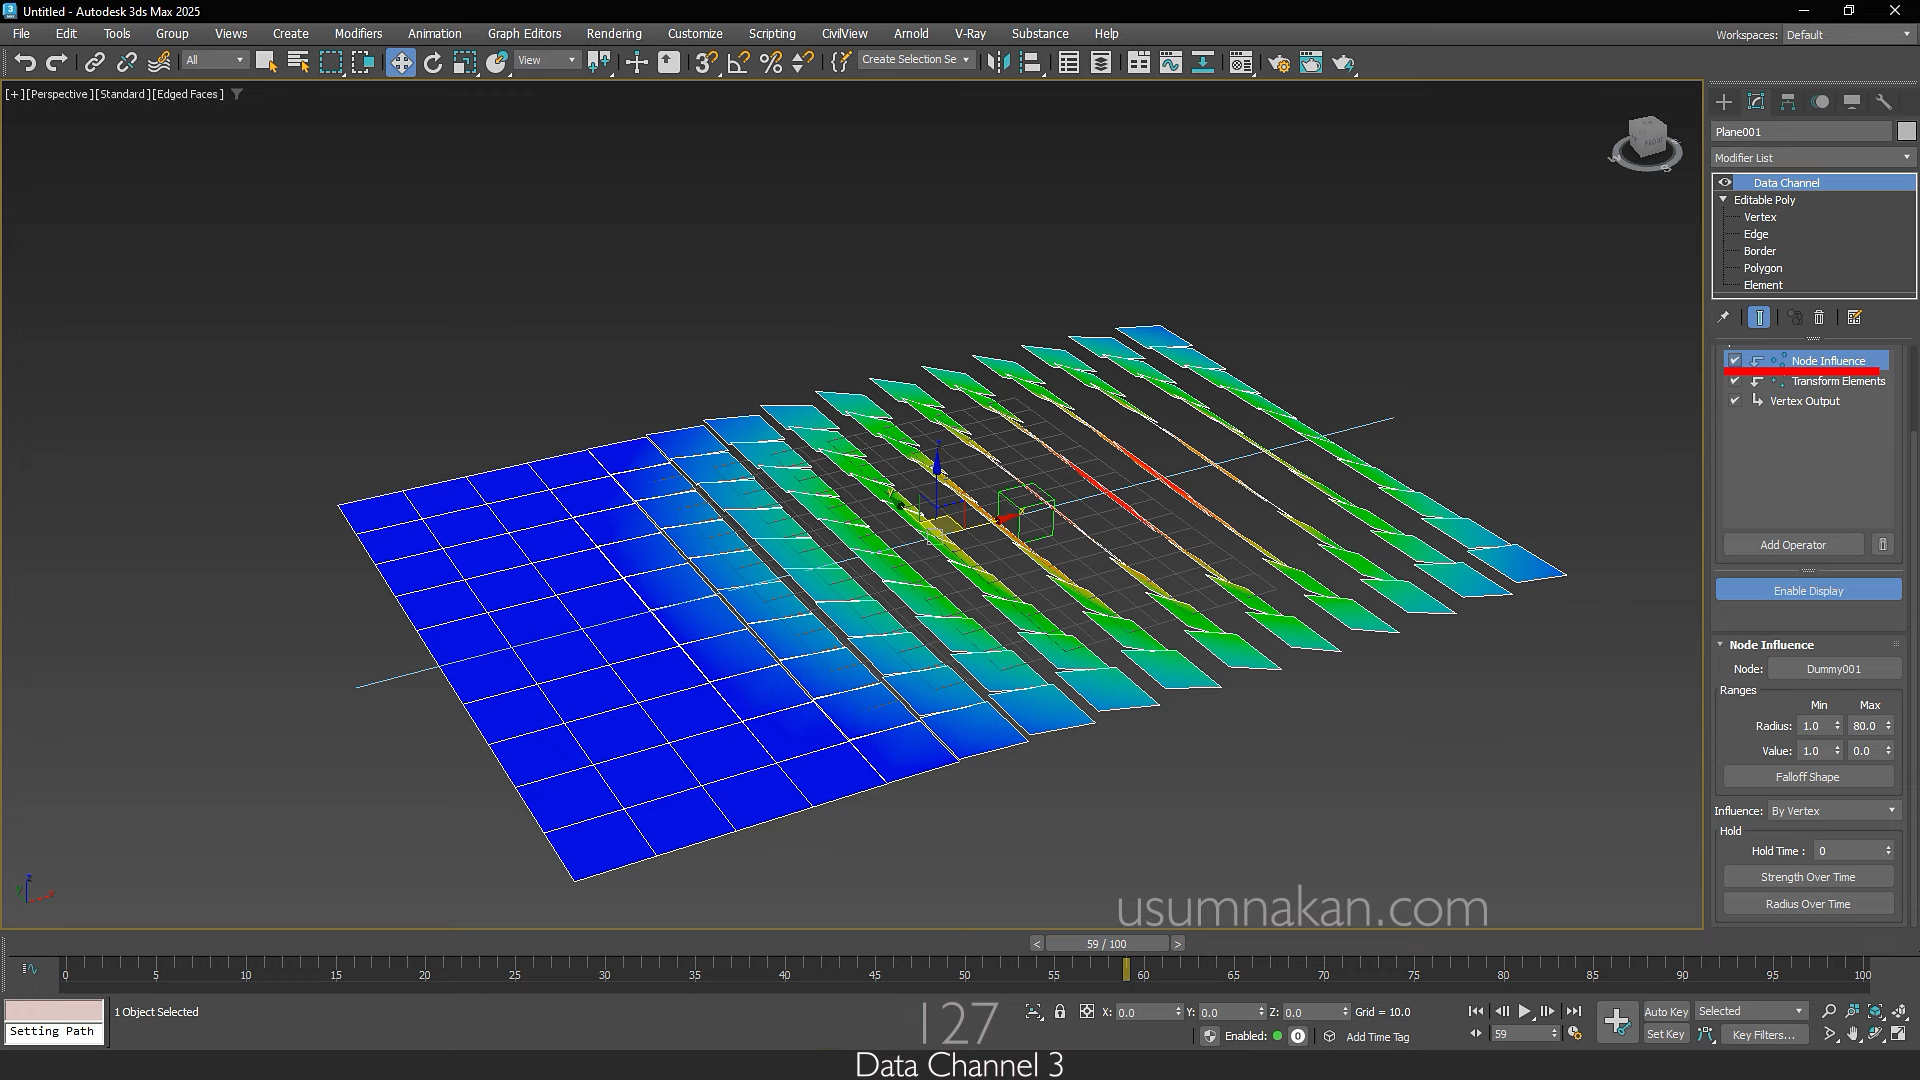 Untitled - Autodesk 3ds Max 2025
File Edit Tools Group Views Create Modifiers Animation Graph Editors Rendering Customize Scripting CivilView Arnold V-Ray Substance Help
Workspaces: Default
All View Create Selection Se
[+][Perspective][Standard][Edged Faces]
FRONT
Plane001
Modifier List
Data Channel
Editable Poly
Vertex
Edge
Border
Polygon
Element
Node Influence
Transform Elements
Vertex Output
Add Operator
Enable Display
Node Influence
Node: Dummy001
Ranges
Min Max
Radius: 1.0 80.0
Value: 1.0 0.0
Falloff Shape
Influence: By Vertex
Hold
Hold Time : 0
Strength Over Time
Radius Over Time
z
y x
usumnakan.com
< 59 / 100 >
0 5 10 15 20 25 30 35 40 45 50 55 60 65 70 75 80 85 90 95 100
Setting Path
1 Object Selected
127
X: 0.0 Y: 0.0 Z: 0.0 Grid = 10.0
Enabled: 0 Add Time Tag
59
Auto Key Selected
Set Key Key Filters...
Data Channel 3